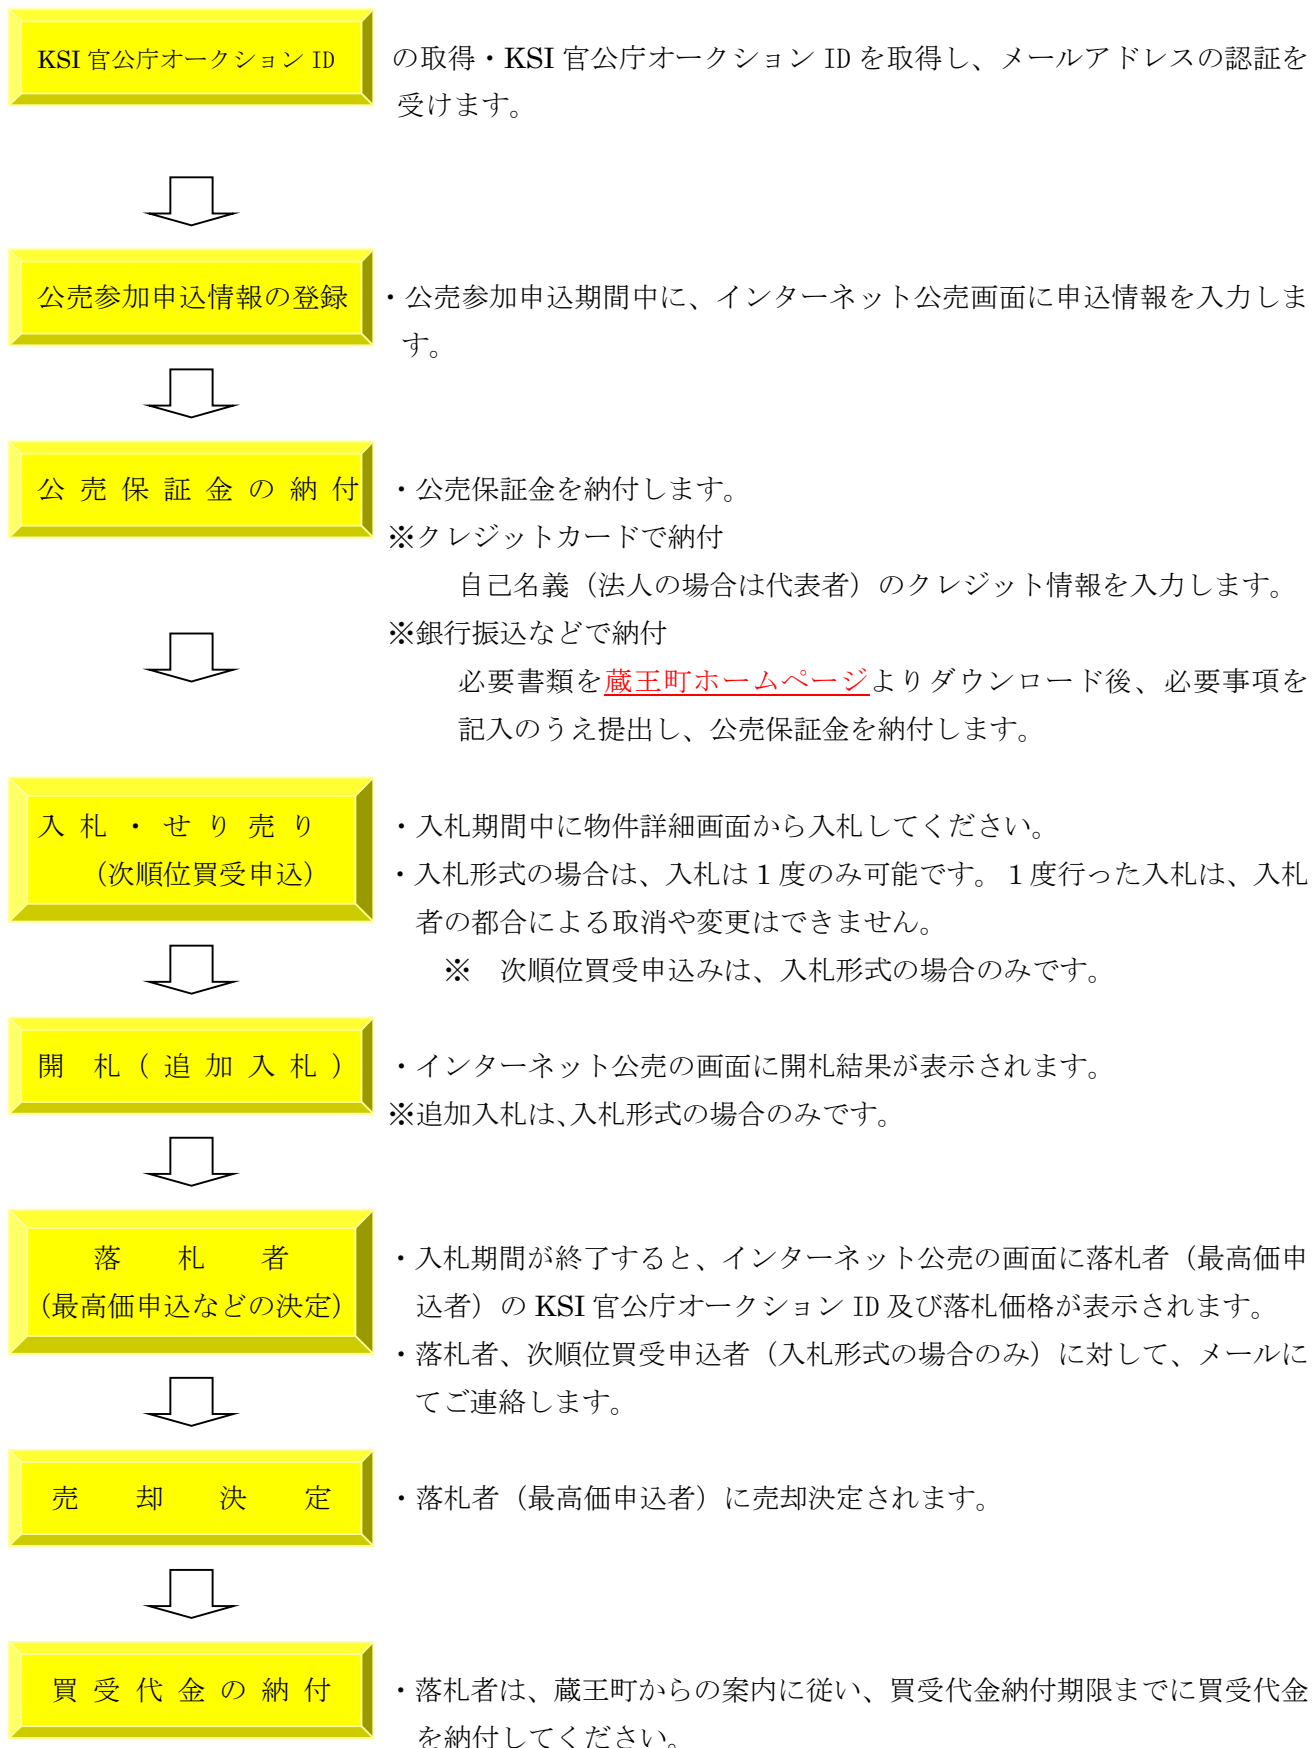 KSI 官公庁オークション ID
の取得・KSI 官公庁オークション ID を取得し、メールアドレスの認証を
受けます。
公売参加申込情報の登録
・公売参加申込期間中に、インターネット公売画面に申込情報を入力しま
す。
公売保証金の納付
・公売保証金を納付します。
※クレジットカードで納付
自己名義（法人の場合は代表者）のクレジット情報を入力します。
※銀行振込などで納付
必要書類を蔵王町ホームページよりダウンロード後、必要事項を
記入のうえ提出し、公売保証金を納付します。
入札・せり売り
（次順位買受申込）
・入札期間中に物件詳細画面から入札してください。
・入札形式の場合は、入札は１度のみ可能です。１度行った入札は、入札
者の都合による取消や変更はできません。
※　次順位買受申込みは、入札形式の場合のみです。
開　札（追加入札）
・インターネット公売の画面に開札結果が表示されます。
※追加入札は、入札形式の場合のみです。
落　札　者
（最高価申込などの決定）
・入札期間が終了すると、インターネット公売の画面に落札者（最高価申
込者）の KSI 官公庁オークション ID 及び落札価格が表示されます。
・落札者、次順位買受申込者（入札形式の場合のみ）に対して、メールに
てご連絡します。
売　却　決　定
・落札者（最高価申込者）に売却決定されます。
買受代金の納付
・落札者は、蔵王町からの案内に従い、買受代金納付期限までに買受代金
を納付してください。